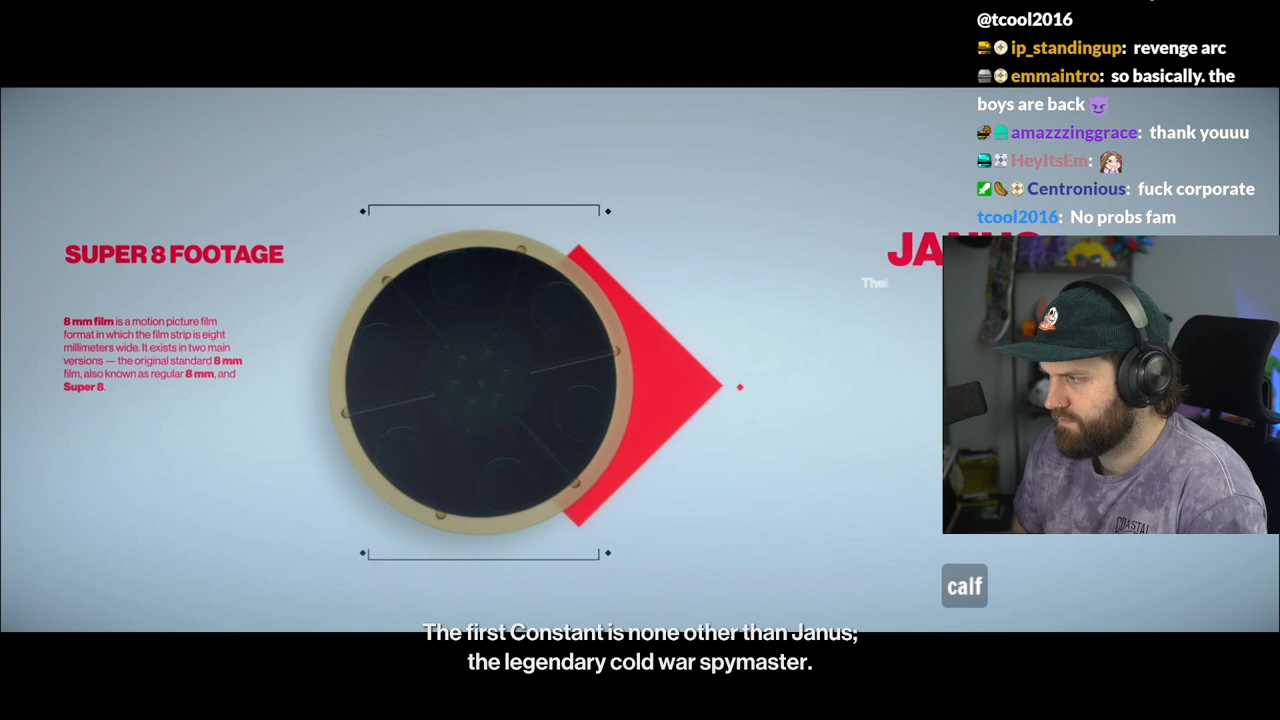 @tcool2016
ip_standingup: revenge arc
emmaintro: so basically. the
boys are back
amazzzinggrace: thank youuu
HeyItsEm:
Centronious: fuck corporate
tcool2016: No probs fam
SUPER 8 FOOTAGE
8 mm film is a motion picture film
format in which the film strip is eight
millimeters wide. It exists in two main
versions — the original standard 8 mm
film, also known as regular 8 mm, and
Super 8.
JANUS
The
COASTAL
calf
The first Constant is none other than Janus;
the legendary cold war spymaster.